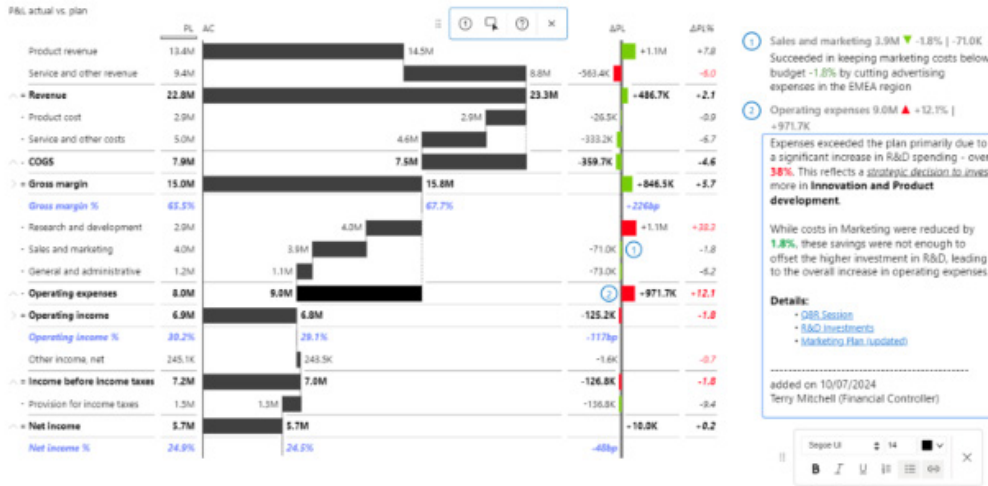 P&L actual vs. plan
PL AC ΔPL ΔPL%
Product revenue 13.4M 14.5M +1.1M +7.8
Service and other revenue 9.4M 8.8M -563.4K -6.0
= Revenue 22.8M 23.3M +486.7K +2.1
- Product cost 2.9M 2.9M -26.5K -0.9
- Service and other costs 5.0M 4.6M -333.2K -6.7
- COGS 7.9M 7.5M -359.7K -4.6
= Gross margin 15.0M 15.8M +846.5K +5.7
Gross margin % 65.5% 67.7% +226bp
- Research and development 2.9M 4.0M +1.1M
- Sales and marketing 4.0M 3.9M -71.0K 1 -1.8
- General and administrative 1.2M 1.1M -73.0K -6.2
- Operating expenses 8.0M 9.0M 2 +971.7K +12.1
= Operating income 6.9M 6.8M -125.2K -1.8
Operating income % 30.2% 29.1% -117bp
Other income, net 245.1K 243.5K -1.6K -0.7
= Income before income taxes 7.2M 7.0M -126.8K -1.8
- Provision for income taxes 1.5M 1.3M -136.8K -9.4
= Net income 5.7M 5.7M +10.0K +0.2
Net income % 24.9% 24.5% -48bp
1 Sales and marketing 3.9M ▼ -1.8% | -71.0K
Succeeded in keeping marketing costs below
budget -1.8% by cutting advertising
expenses in the EMEA region
2 Operating expenses 9.0M ▲ +12.1% |
+971.7K
Expenses exceeded the plan primarily due to
a significant increase in R&D spending - over
38%. This reflects a strategic decision to inves
more in Innovation and Product
development.
While costs in Marketing were reduced by
1.8%, these savings were not enough to
offset the higher investment in R&D, leading
to the overall increase in operating expenses
Details:
• QBR Session
• R&D Investments
• Marketing Plan (updated)
----------------------------------------
added on 10/07/2024
Terry Mitchell (Financial Controller)
Segoe UI 14
B I U